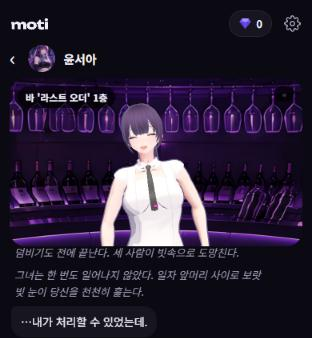 moti
0
윤서아
바 '라스트 오더' 1층
덤비기도 전에 끝난다. 세 사람이 빗속으로 도망친다.
그녀는 한 번도 일어나지 않았다. 일자 앞머리 사이로 보랏
빛 눈이 당신을 천천히 훑는다.
…내가 처리할 수 있었는데.